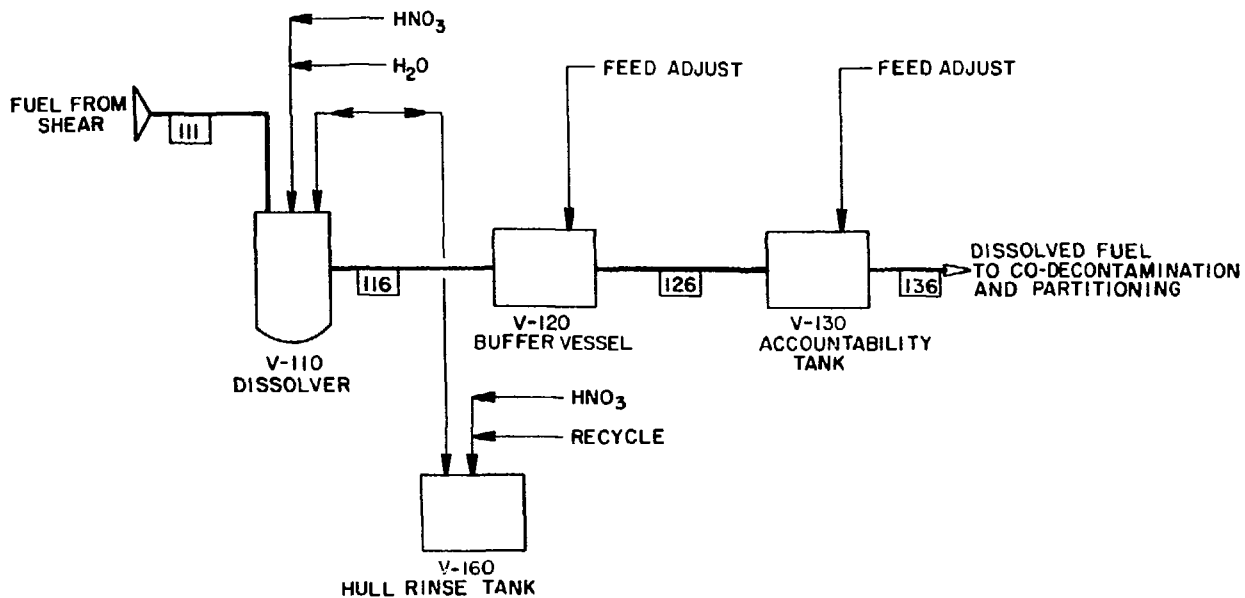 HNO3
H2O
FEED ADJUST
FEED ADJUST
FUEL FROM
SHEAR
111
116
126
136
DISSOLVED FUEL
TO CO-DECONTAMINATION
AND PARTITIONING
V-110
DISSOLVER
V-120
BUFFER VESSEL
V-130
ACCOUNTABILITY
TANK
HNO3
RECYCLE
V-160
HULL RINSE TANK